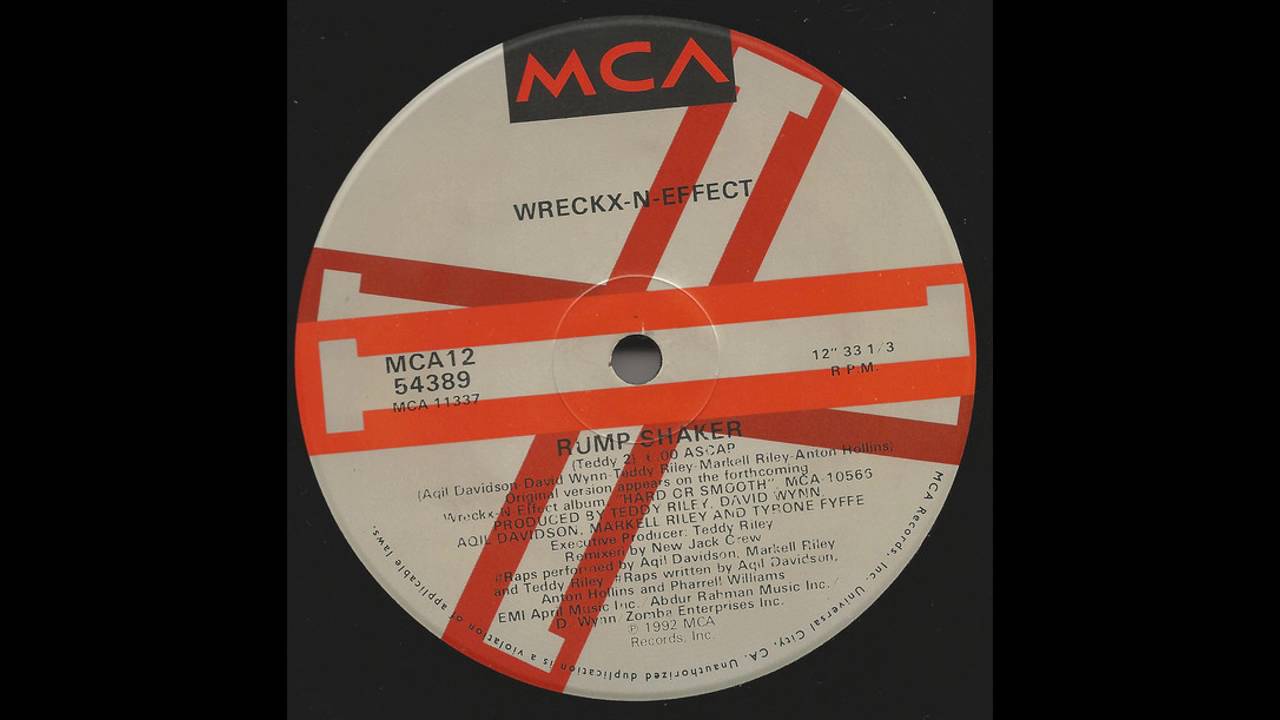 MCA
WRECKX-N-EFFECT
MCA12
54389
MCA 11337
12" 33 1/3
R.P.M.
RUMP SHAKER
(Teddy 2) .00 ASCAP
(Aqil Davidson-David Wynn-Teddy Riley-Markell Riley-Anton Hollins)
Original version appears on the forthcoming
Wreckx-N-Effect album, "HARD OR SMOOTH", MCA-10566
PRODUCED BY TEDDY RILEY, DAVID WYNN,
AQIL DAVIDSON, MARKELL RILEY AND TYRONE FYFFE
Executive Producer: Teddy Riley
Remixed by New Jack Crew
#Raps performed by Aqil Davidson, Markell Riley
and Teddy Riley #Raps written by Aqil Davidson,
Anton Hollins and Pharrell Williams
EMI April Music Inc. Abdur Rahman Music Inc. /
D. Wynn/Zomba Enterprises Inc.
℗ 1992 MCA
Records, Inc.
MCA Records, Inc. Universal City, CA. Unauthorized duplication is a violation of applicable laws.